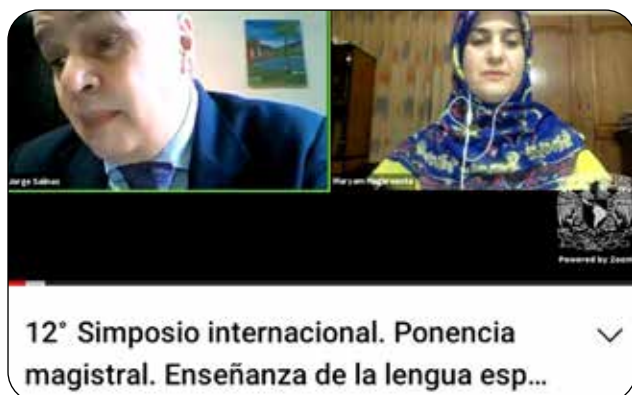 Jorge Salinas
Maryam
Powered by Zoom
12° Simposio internacional. Ponencia
magistral. Enseñanza de la lengua esp...